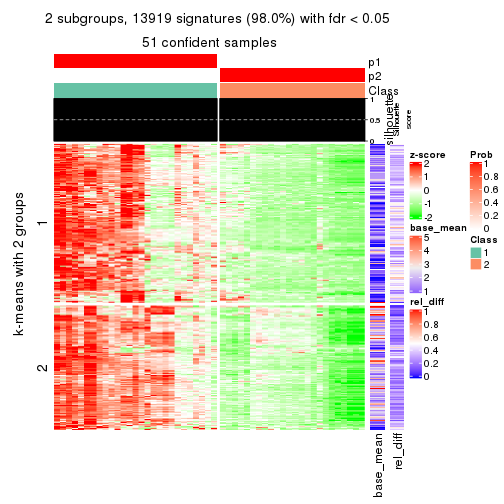 2 subgroups, 13919 signatures (98.0%) with fdr < 0.05
51 confident samples
p1
p2
Class
1
0.5
0
silhouette
Silhouette
score
k-means with 2 groups
1
2
base_mean
rel_diff
z-score
2
1
0
-1
-2
base_mean
5
4
3
2
1
rel_diff
1
0.8
0.6
0.4
0.2
0
Prob
1
0.8
0.6
0.4
0.2
0
Class
1
2